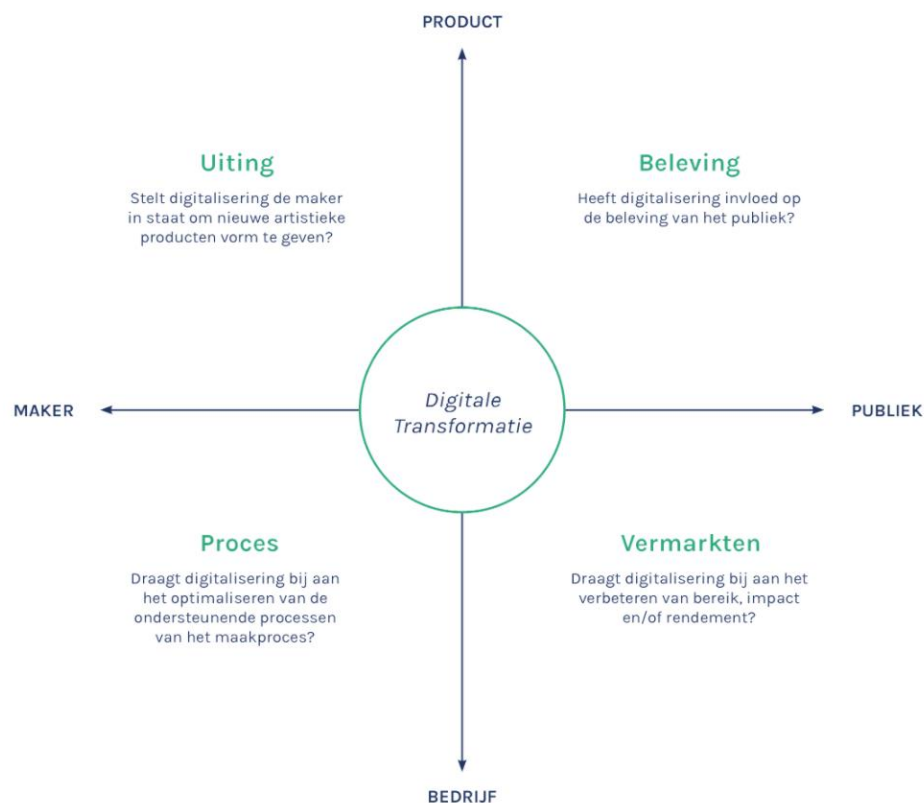 PRODUCT
Uiting
Stelt digitalisering de maker
in staat om nieuwe artistieke
producten vorm te geven?
Beleving
Heeft digitalisering invloed op
de beleving van het publiek?
MAKER
Digitale
Transformatie
PUBLIEK
Proces
Draagt digitalisering bij aan
het optimaliseren van de
ondersteunende processen
van het maakproces?
Vermarkten
Draagt digitalisering bij aan het
verbeteren van bereik, impact
en/of rendement?
BEDRIJF